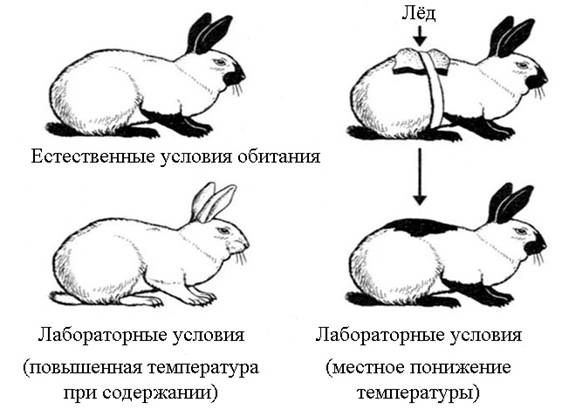 Лёд
Естественные условия обитания
Лабораторные условия
(повышенная температура
при содержании)
Лабораторные условия
(местное понижение
температуры)